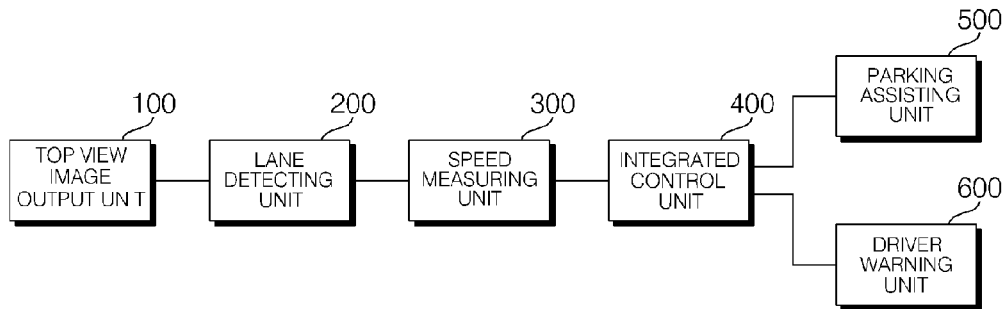 100
TOP VIEW
IMAGE
OUTPUT UNIT
200
LANE
DETECTING
UNIT
300
SPEED
MEASURING
UNIT
400
INTEGRATED
CONTROL
UNIT
500
PARKING
ASSISTING
UNIT
600
DRIVER
WARNING
UNIT